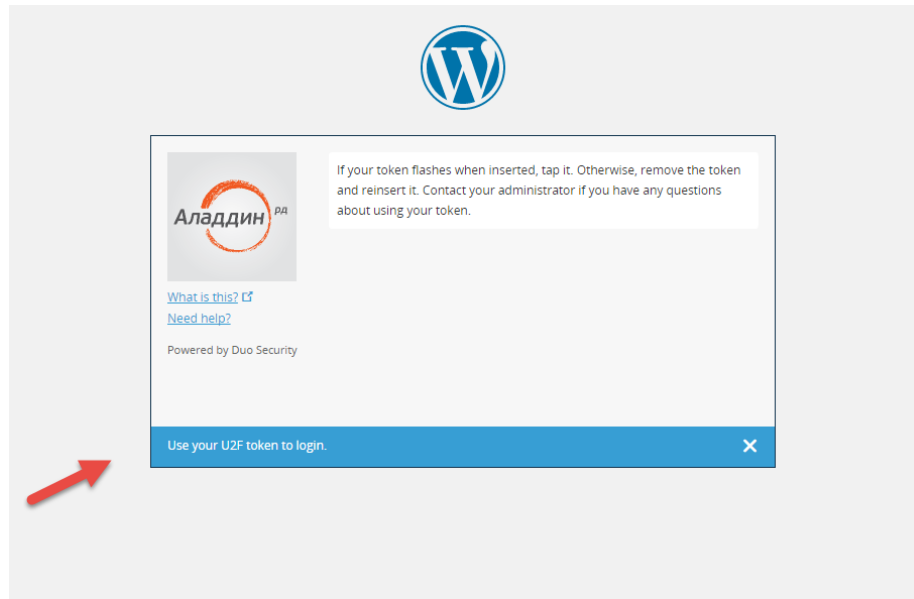 If your token flashes when inserted, tap it. Otherwise, remove the token
and reinsert it. Contact your administrator if you have any questions
about using your token.
Аладдин РД
What is this?
Need help?
Powered by Duo Security
Use your U2F token to login.